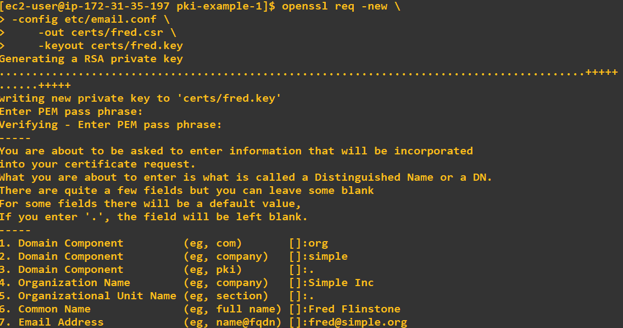 [ec2-user@ip-172-31-35-197 pki-example-1]$ openssl req -new \
> -config etc/email.conf \
>     -out certs/fred.csr \
>     -keyout certs/fred.key
Generating a RSA private key
.........................................................................................+++++
......+++++
writing new private key to 'certs/fred.key'
Enter PEM pass phrase:
Verifying - Enter PEM pass phrase:
-----
You are about to be asked to enter information that will be incorporated
into your certificate request.
What you are about to enter is what is called a Distinguished Name or a DN.
There are quite a few fields but you can leave some blank
For some fields there will be a default value,
If you enter '.', the field will be left blank.
-----
1. Domain Component         (eg, com)       []:org
2. Domain Component         (eg, company)   []:simple
3. Domain Component         (eg, pki)       []:.
4. Organization Name        (eg, company)   []:Simple Inc
5. Organizational Unit Name (eg, section)   []:.
6. Common Name              (eg, full name) []:Fred Flinstone
7. Email Address            (eg, name@fqdn) []:fred@simple.org